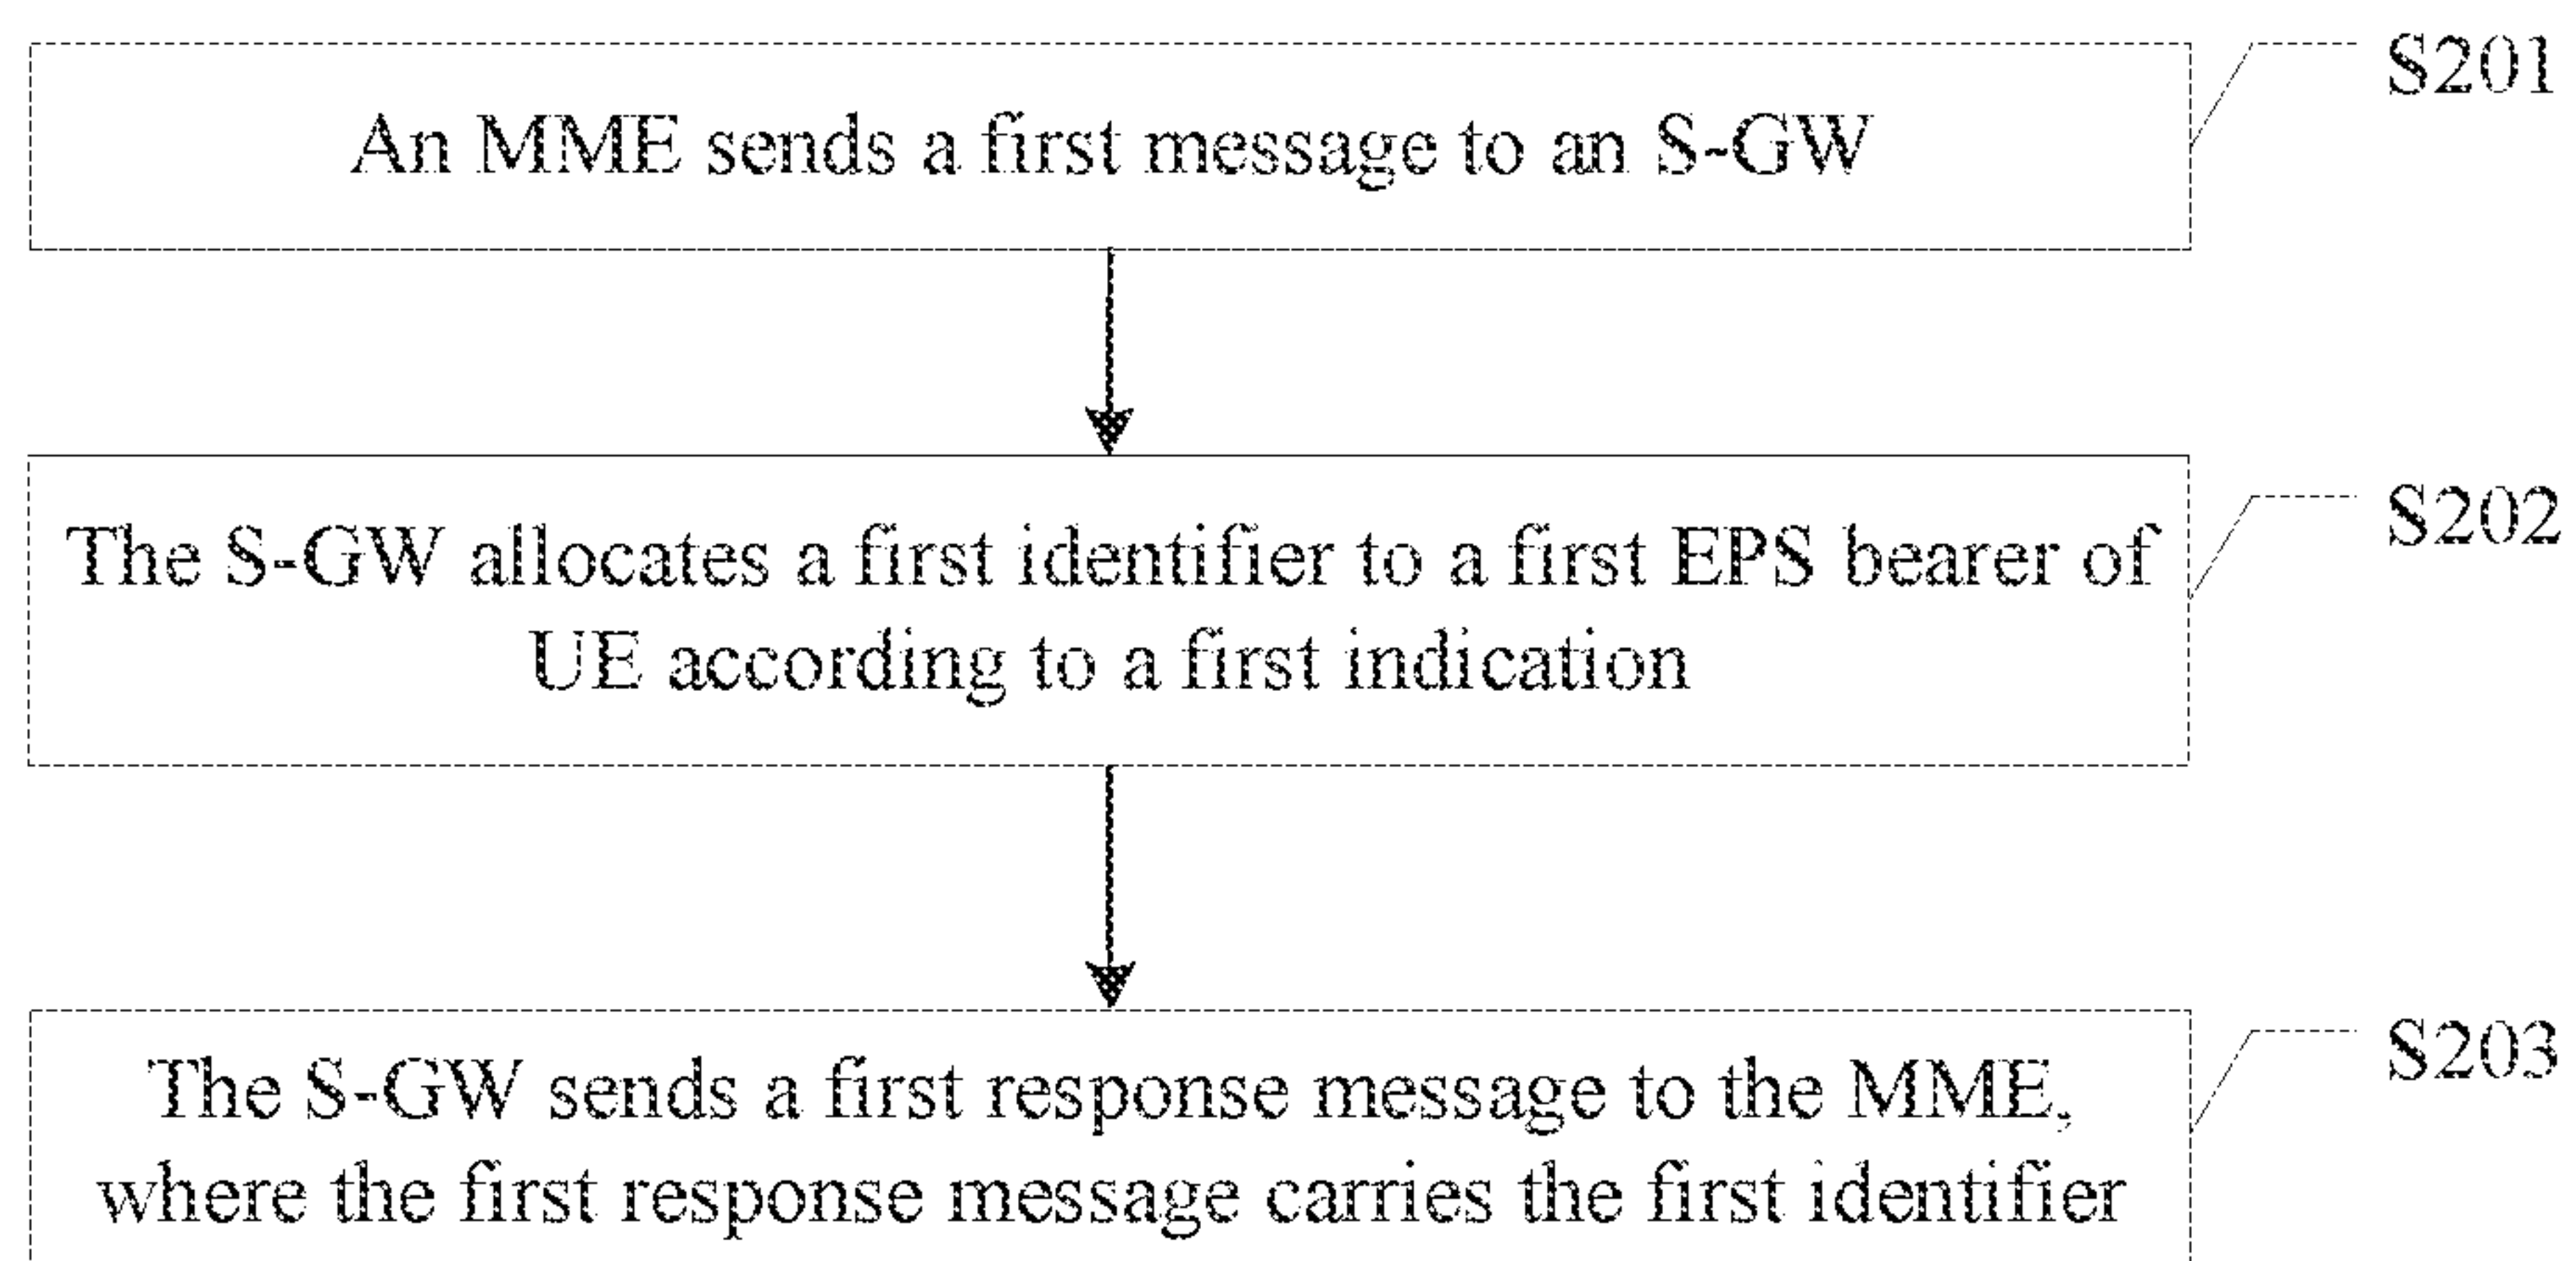 An MME sends a first message to an S-GW
S201
The S-GW allocates a first identifier to a first EPS bearer of
UE according to a first indication
S202
The S-GW sends a first response message to the MME,
where the first response message carries the first identifier
S203